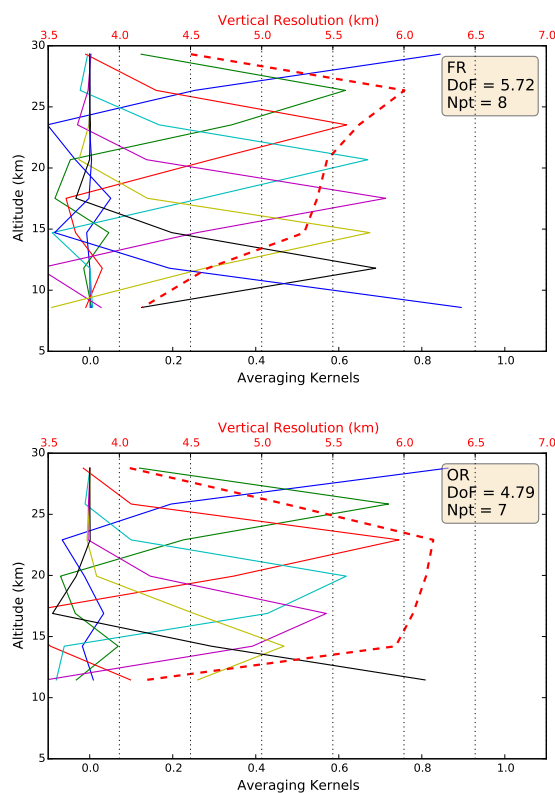 Vertical Resolution (km)
3.5 4.0 4.5 5.0 5.5 6.0 6.5 7.0
30
25
20
15
10
5
Altitude (km)
FR
DoF = 5.72
Npt = 8
0.0 0.2 0.4 0.6 0.8 1.0
Averaging Kernels
Vertical Resolution (km)
3.5 4.0 4.5 5.0 5.5 6.0 6.5 7.0
30
25
20
15
10
5
Altitude (km)
OR
DoF = 4.79
Npt = 7
0.0 0.2 0.4 0.6 0.8 1.0
Averaging Kernels